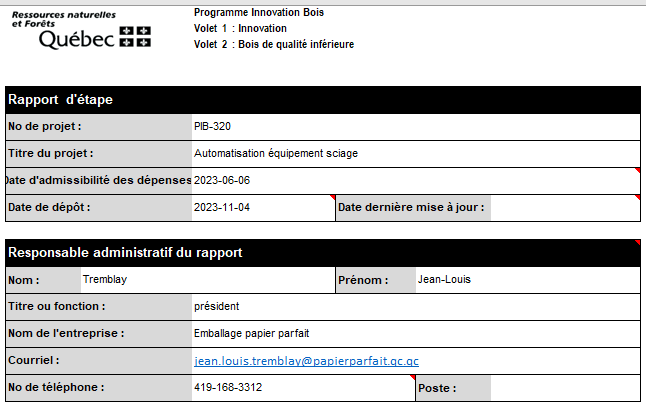 Ressources naturelles
et Forêts
Québec
Programme Innovation Bois
Volet 1 : Innovation
Volet 2 : Bois de qualité inférieure
Rapport d'étape
No de projet : PIB-320
Titre du projet : Automatisation équipement sciage
Date d'admissibilité des dépenses 2023-06-06
Date de dépôt : 2023-11-04 Date dernière mise à jour :
Responsable administratif du rapport
Nom : Tremblay Prénom : Jean-Louis
Titre ou fonction : président
Nom de l'entreprise : Emballage papier parfait
Courriel : jean.louis.tremblay@papierparfait.qc.qc
No de téléphone : 419-168-3312 Poste :